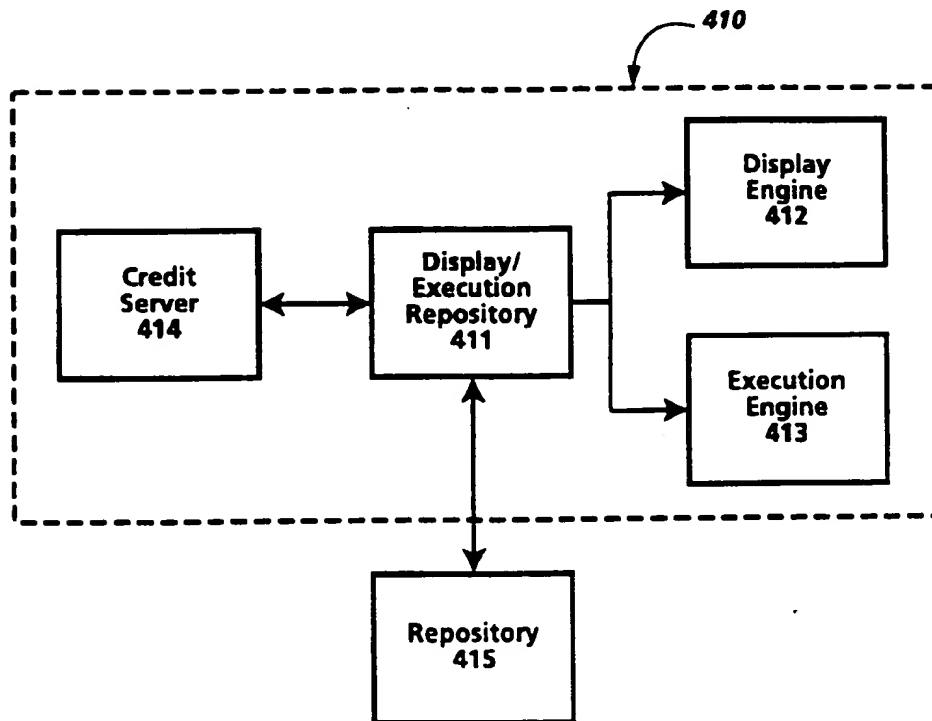 410
Display
Engine
412
Credit
Server
414
Display/
Execution
Repository
411
Execution
Engine
413
Repository
415